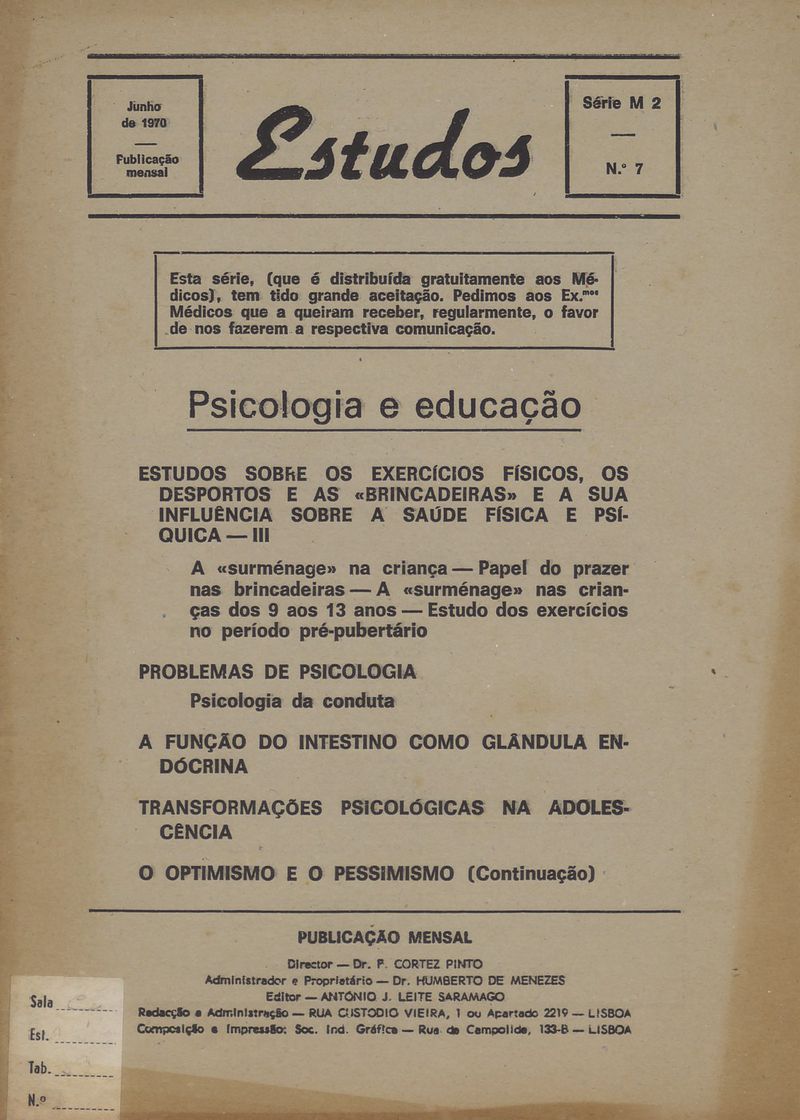 Junho
de 1970
—
Publicação
mensal
Estudos
Série M 2
—
N.º 7
Esta série, (que é distribuída gratuitamente aos Mé-
dicos), tem tido grande aceitação. Pedimos aos Ex.mos
Médicos que a queiram receber, regularmente, o favor
de nos fazerem a respectiva comunicação.
Psicologia e educação
ESTUDOS SOBRE OS EXERCÍCIOS FÍSICOS, OS
DESPORTOS E AS «BRINCADEIRAS» E A SUA
INFLUÊNCIA SOBRE A SAÚDE FÍSICA E PSÍ-
QUICA — III
A «surménage» na criança — Papel do prazer
nas brincadeiras — A «surménage» nas crian-
ças dos 9 aos 13 anos — Estudo dos exercícios
no período pré-pubertário
PROBLEMAS DE PSICOLOGIA
Psicologia da conduta
A FUNÇÃO DO INTESTINO COMO GLÂNDULA EN-
DÓCRINA
TRANSFORMAÇÕES PSICOLÓGICAS NA ADOLES-
CÊNCIA
O OPTIMISMO E O PESSIMISMO (Continuação)
PUBLICAÇÃO MENSAL
Director — Dr. P. CORTEZ PINTO
Administrador e Proprietário — Dr. HUMBERTO DE MENEZES
Editor — ANTÓNIO J. LEITE SARAMAGO
Redacção e Administração — RUA CUSTODIO VIEIRA, 1 ou Apartado 2219 — LISBOA
Composição e Impressão: Soc. Ind. Gráfica — Rua de Campolide, 133-B — LISBOA
Sala
Est.
Tab.
N.º